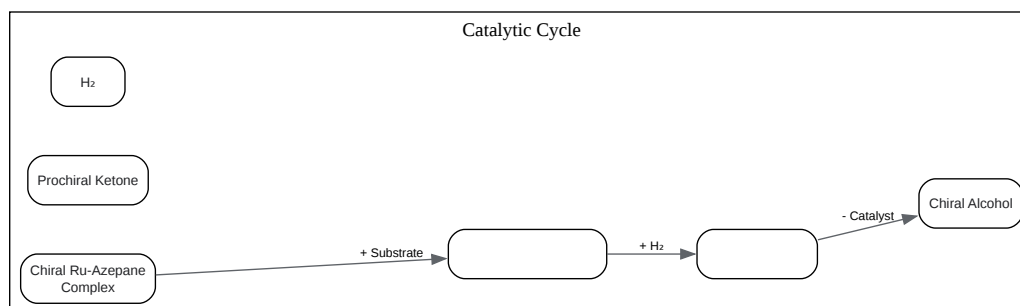 Catalytic Cycle
H₂
Prochiral Ketone
Chiral Ru-Azepane
Complex
+ Substrate
+ H₂
- Catalyst
Chiral Alcohol